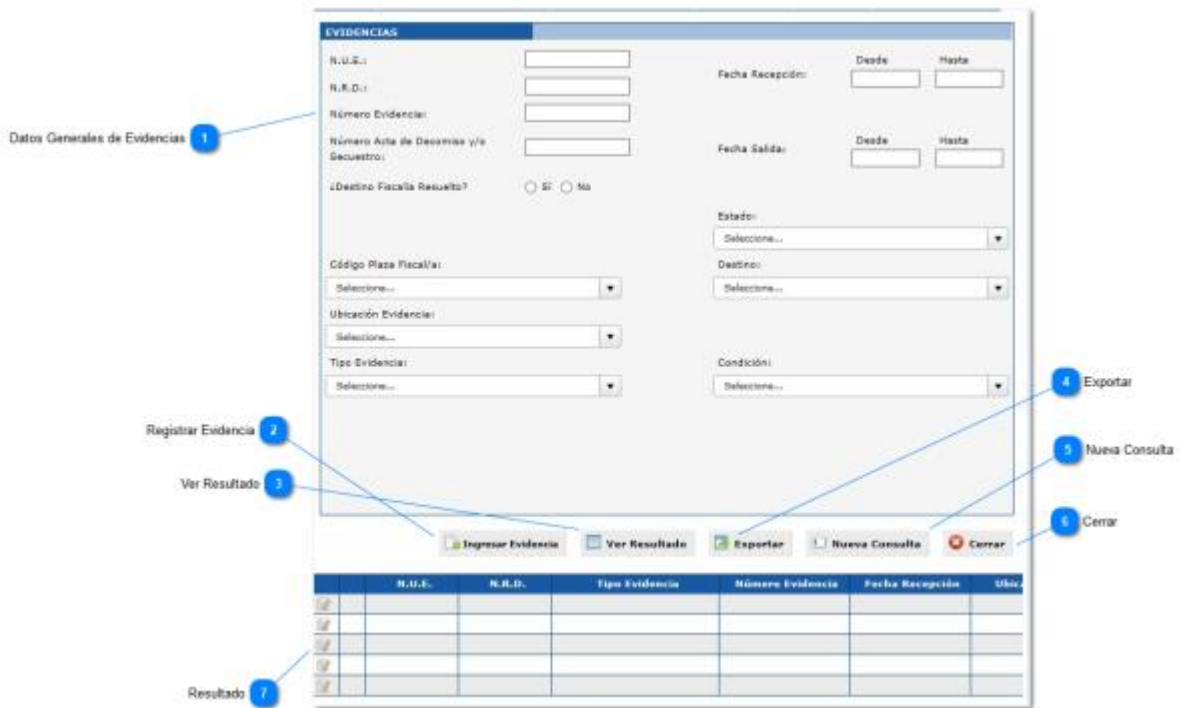 EVIDENCIAS
N.U.E.:
Desde Hasta
Fecha Recepción:
N.R.D.:
Número Evidencia:
Datos Generales de Evidencias 1
Número Acta de Decomiso y/o
Secuestro:
Desde Hasta
Fecha Salida:
¿Destino Fiscalía Resuelto? Sí No
Estado:
Seleccione...
Código Plaza Fiscal/a: Destino:
Seleccione... Seleccione...
Ubicación Evidencia:
Seleccione...
Tipo Evidencia: Condición:
Seleccione... Seleccione...
4 Exportar
Registrar Evidencia 2
5 Nueva Consulta
Ver Resultado 3
6 Cerrar
Ingresar Evidencia Ver Resultado Exportar Nueva Consulta Cerrar
N.U.E. N.R.D. Tipo Evidencia Número Evidencia Fecha Recepción Ubica
Resultado 7